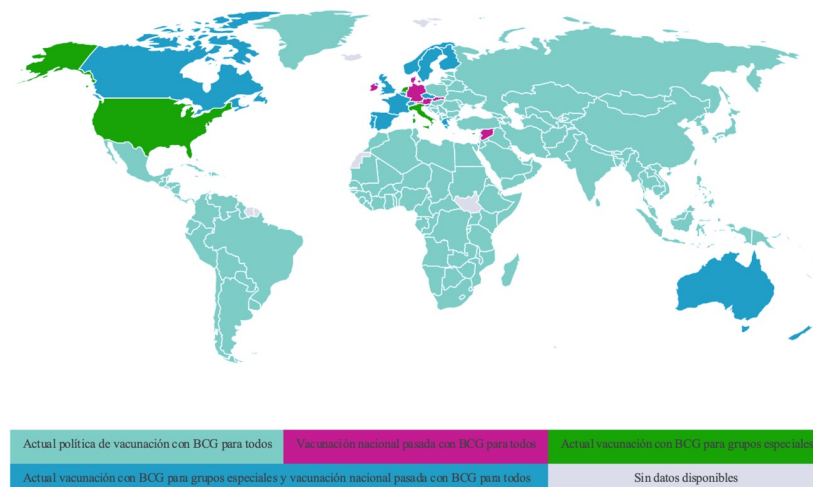 Actual política de vacunación con BCG para todos
Vacunación nacional pasada con BCG para todos
Actual vacunación con BCG para grupos especiales
Actual vacunación con BCG para grupos especiales y vacunación nacional pasada con BCG para todos
Sin datos disponibles